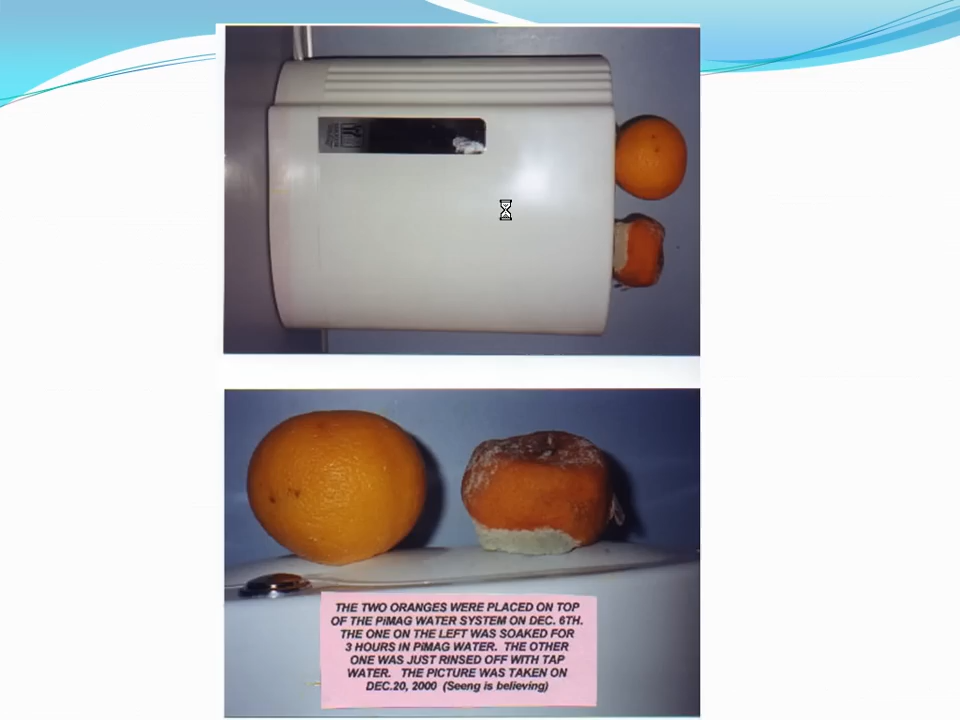 THE TWO ORANGES WERE PLACED ON TOP
OF THE PiMAG WATER SYSTEM ON DEC. 6TH.
THE ONE ON THE LEFT WAS SOAKED FOR
3 HOURS IN PiMAG WATER. THE OTHER
ONE WAS JUST RINSED OFF WITH TAP
WATER. THE PICTURE WAS TAKEN ON
DEC.20, 2000 (Seeng is believing)